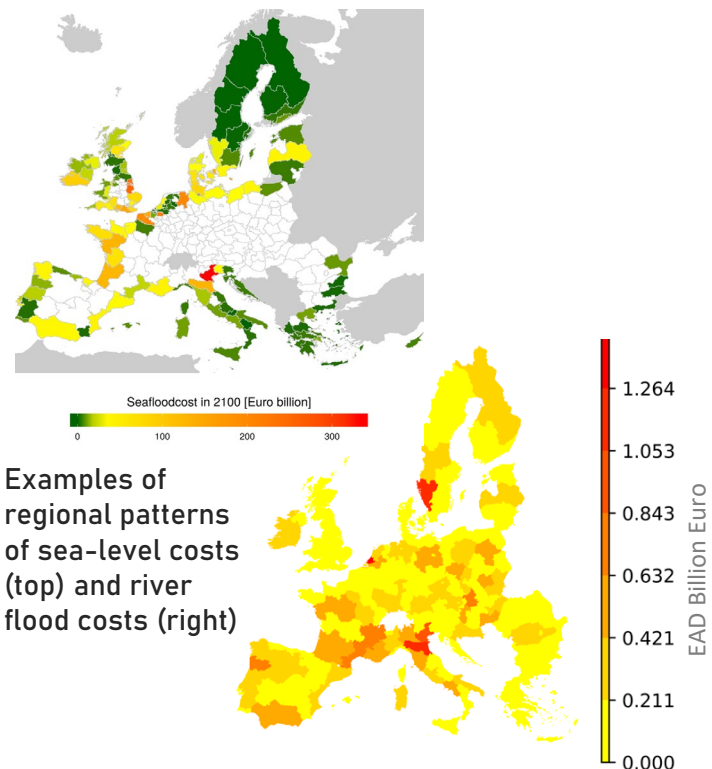 Seafloodcost in 2100 [Euro billion]
0 100 200 300
Examples of
regional patterns
of sea-level costs
(top) and river
flood costs (right)
1.264
1.053
0.843
0.632
0.421
0.211
0.000
EAD Billion Euro